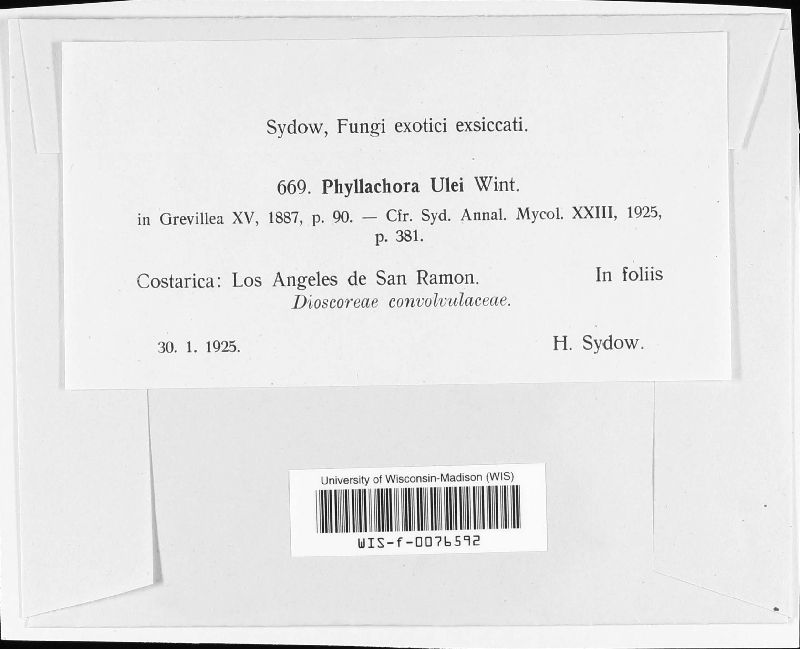 Sydow, Fungi exotici exsiccati.
669. Phyllachora Ulei Wint.
in Grevillea XV, 1887, p. 90. — Cfr. Syd. Annal. Mycol. XXIII, 1925,
p. 381.
Costarica: Los Angeles de San Ramon. In foliis
Dioscoreae convolvulaceae.
30. 1. 1925. H. Sydow.
University of Wisconsin-Madison (WIS)
WIS-f-0076592